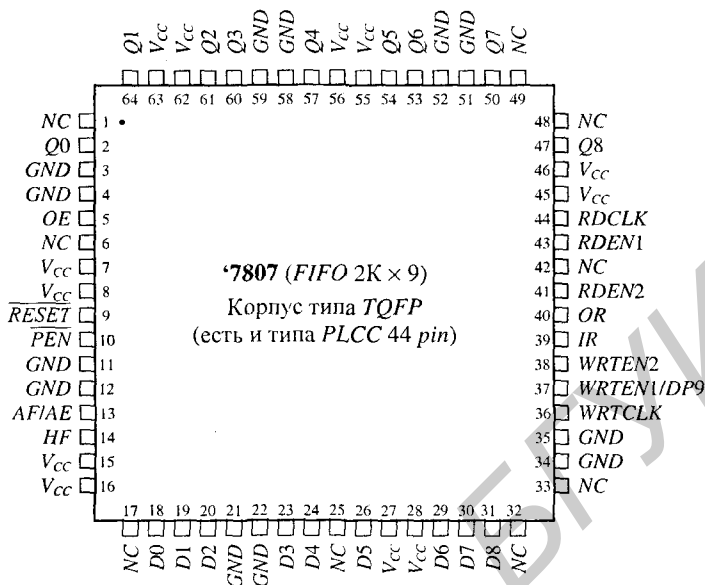 Q1 VCC VCC Q2 Q3 GND GND Q4 VCC VCC Q5 Q6 GND GND Q7 NC
64 63 62 61 60 59 58 57 56 55 54 53 52 51 50 49
NC 1
Q0 2
GND 3
GND 4
OE 5
NC 6
VCC 7
VCC 8
RESET 9
PEN 10
GND 11
GND 12
AF/AE 13
HF 14
VCC 15
VCC 16
'7807 (FIFO 2K × 9)
Корпус типа TQFP
(есть и типа PLCC 44 pin)
48 NC
47 Q8
46 VCC
45 VCC
44 RDCLK
43 RDEN1
42 NC
41 RDEN2
40 OR
39 IR
38 WRTEN2
37 WRTEN1/DP9
36 WRTCLK
35 GND
34 GND
33 NC
17 18 19 20 21 22 23 24 25 26 27 28 29 30 31 32
NC D0 D1 D2 GND GND D3 D4 NC D5 VCC VCC D6 D7 D8 NC
БГУИ